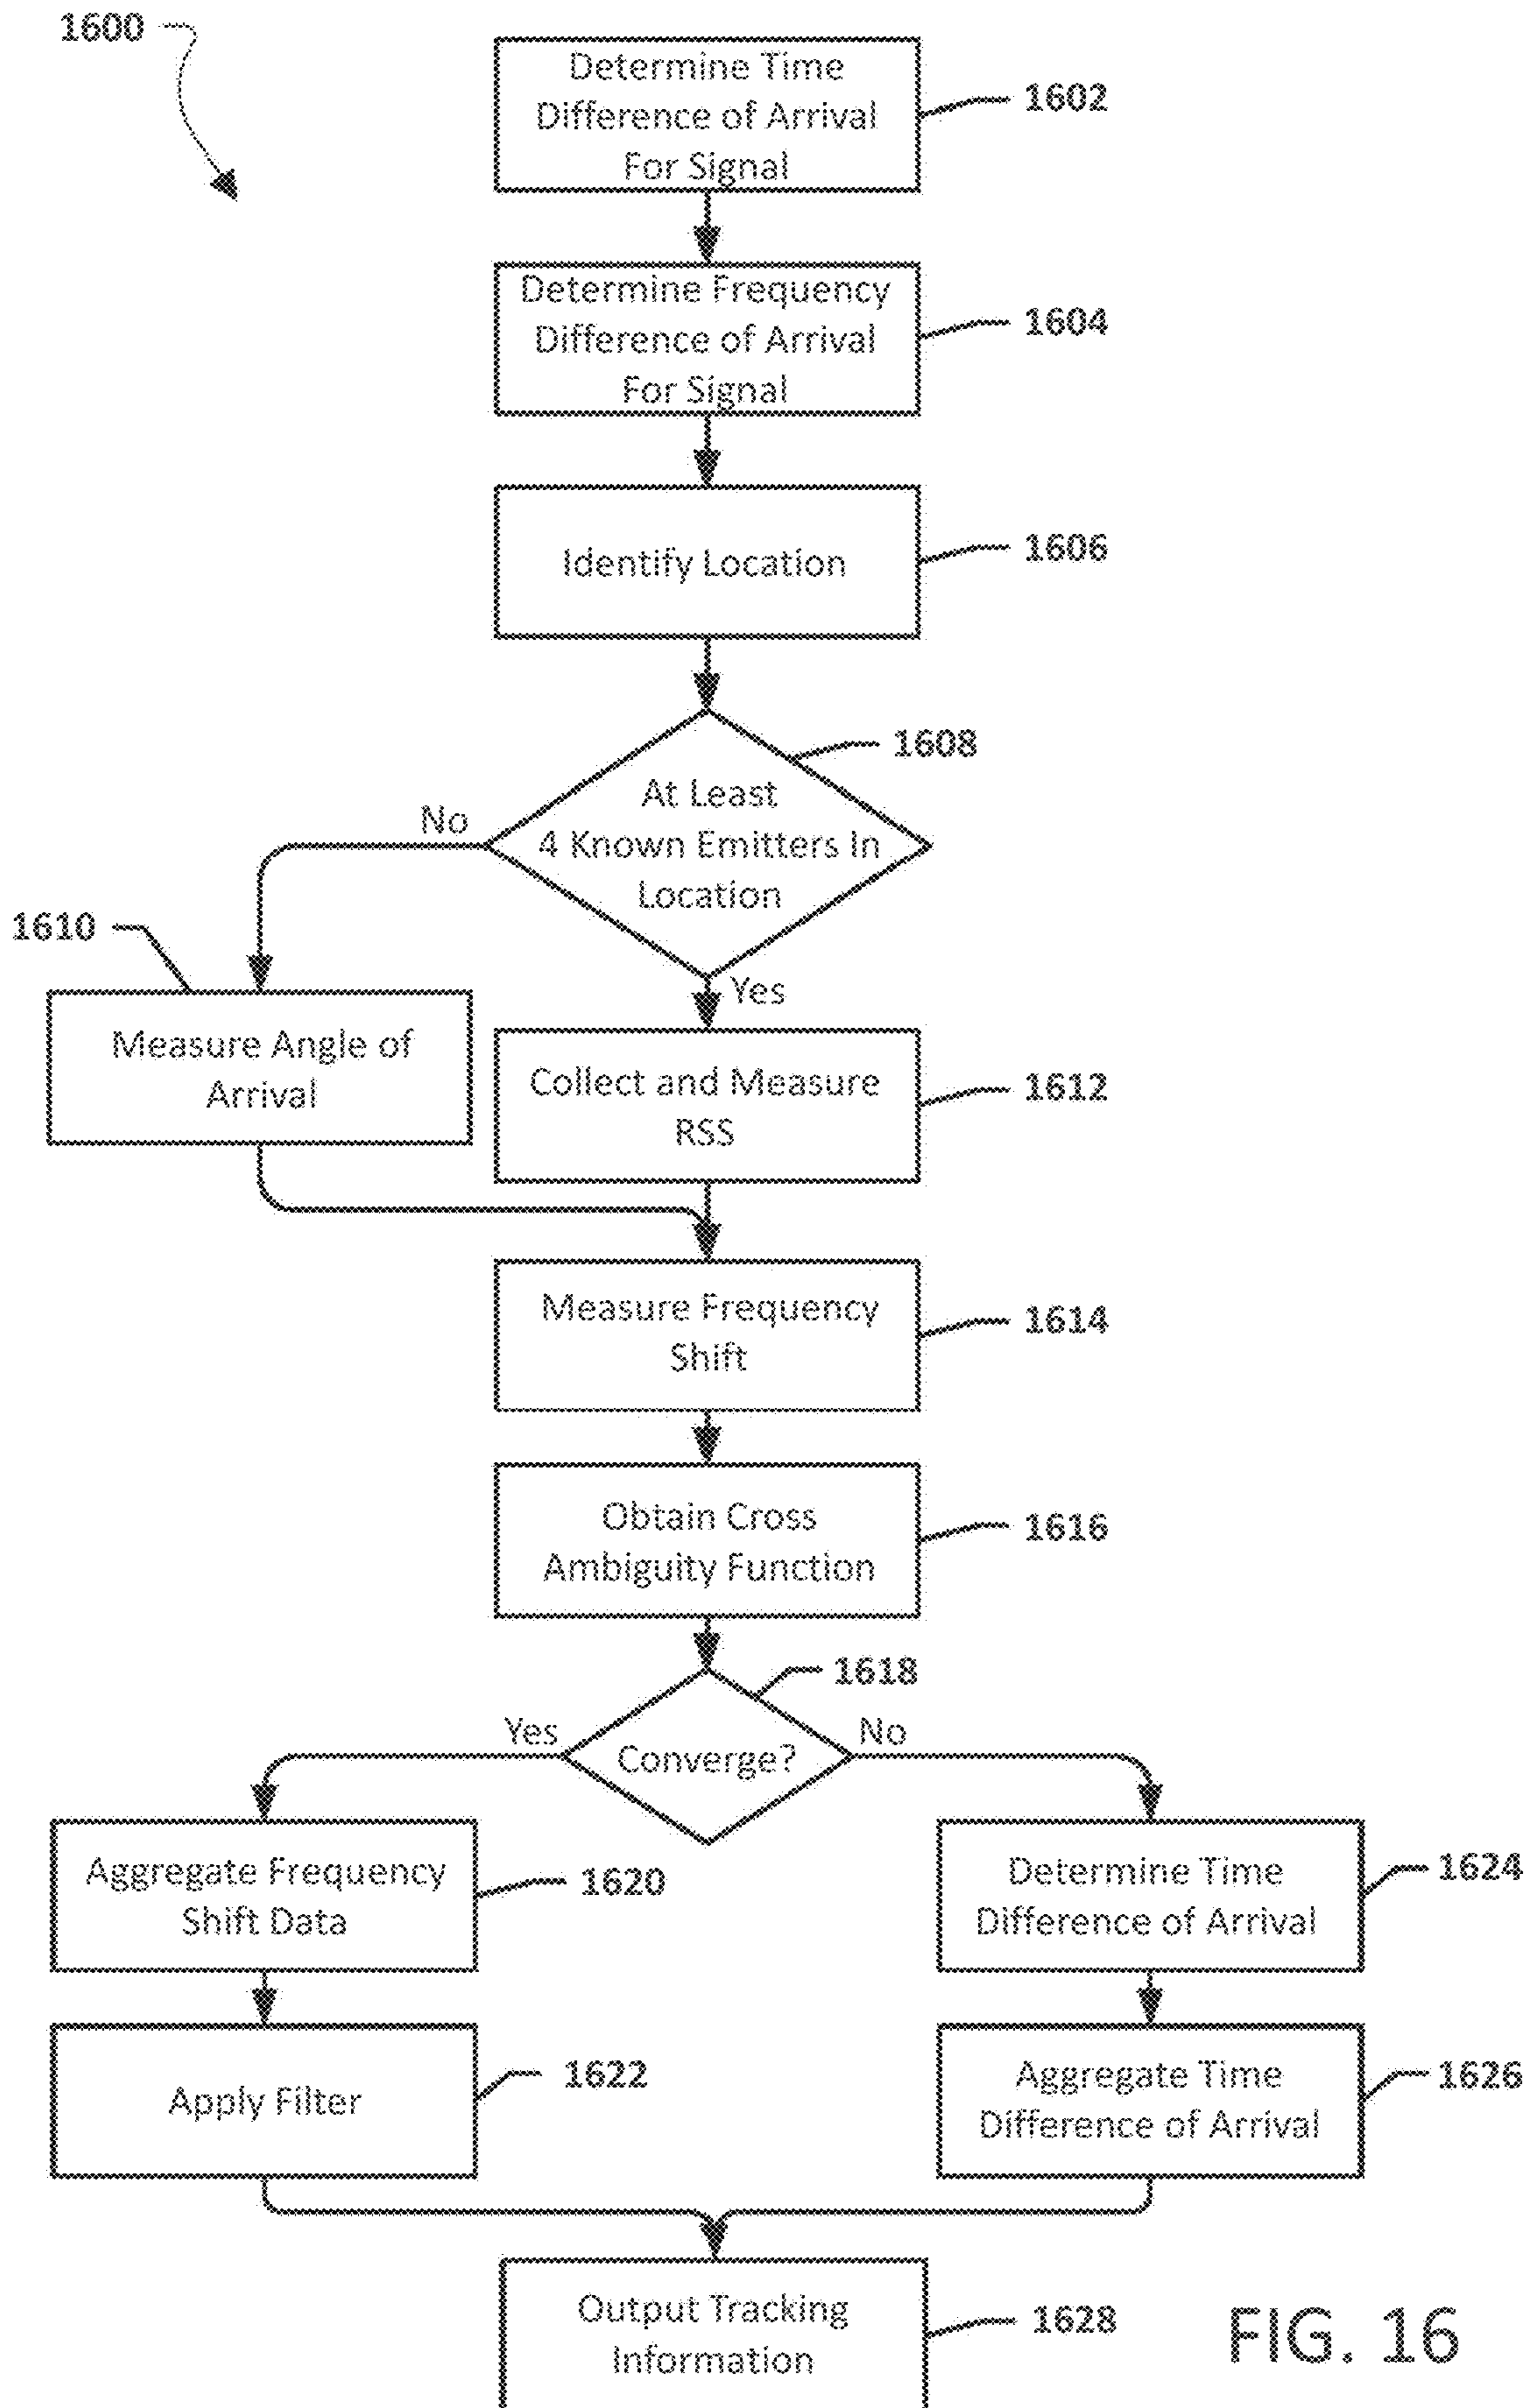 1600
Determine Time
Difference of Arrival
For Signal
1602
Determine Frequency
Difference of Arrival
For Signal
1604
Identify Location
1606
1608
At Least
4 Known Emitters In
Location
No
Yes
1610
Measure Angle of
Arrival
Collect and Measure
RSS
1612
Measure Frequency
Shift
1614
Obtain Cross
Ambiguity Function
1616
1618
Converge?
Yes
No
Aggregate Frequency
Shift Data
1620
Determine Time
Difference of Arrival
1624
Apply Filter
1622
Aggregate Time
Difference of Arrival
1626
Output Tracking
Information
1628
FIG. 16